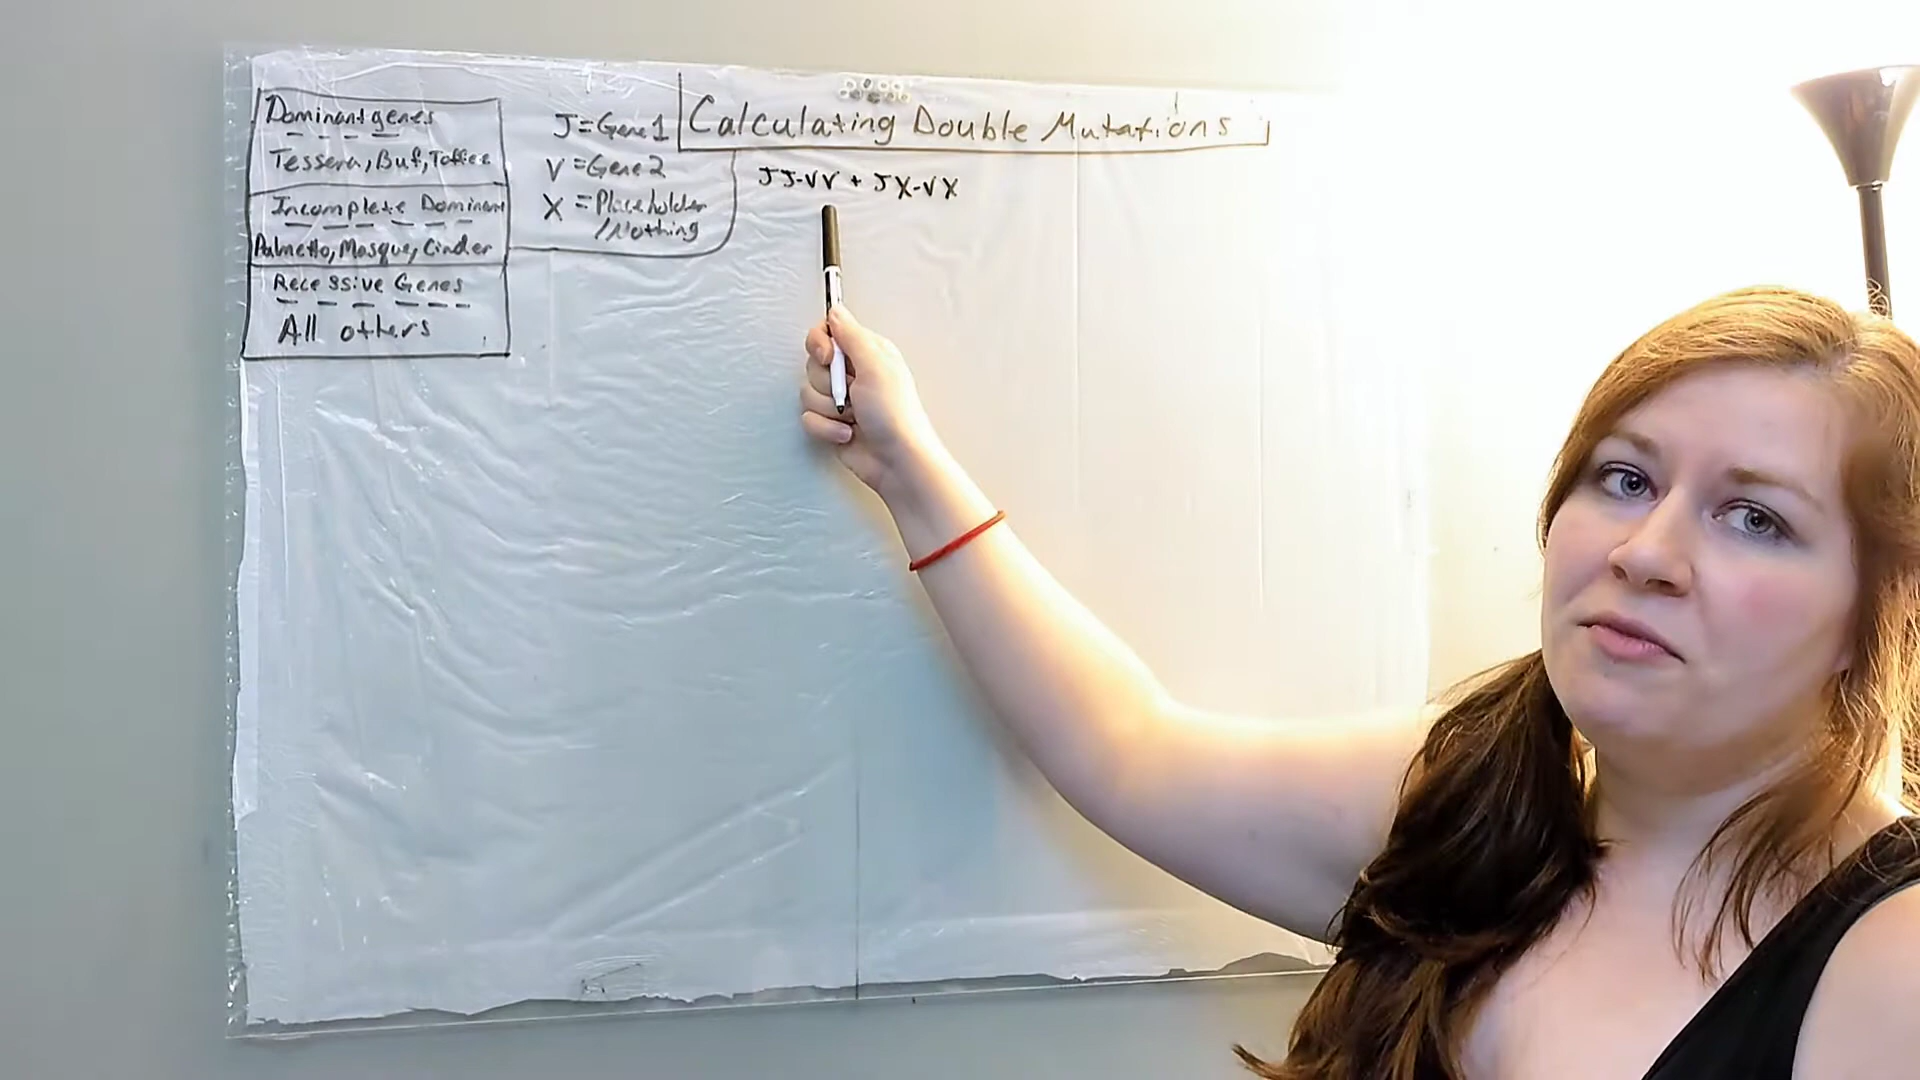 Dominant genes
Tessera, Buf, Toffee
Incomplete Dominant
Palmetto, Masque, Cinder
Recessive Genes
All others
J = Gene 1
V = Gene 2
X = Placeholder
/Nothing
Calculating Double Mutations
JJ-VV + JX-VX